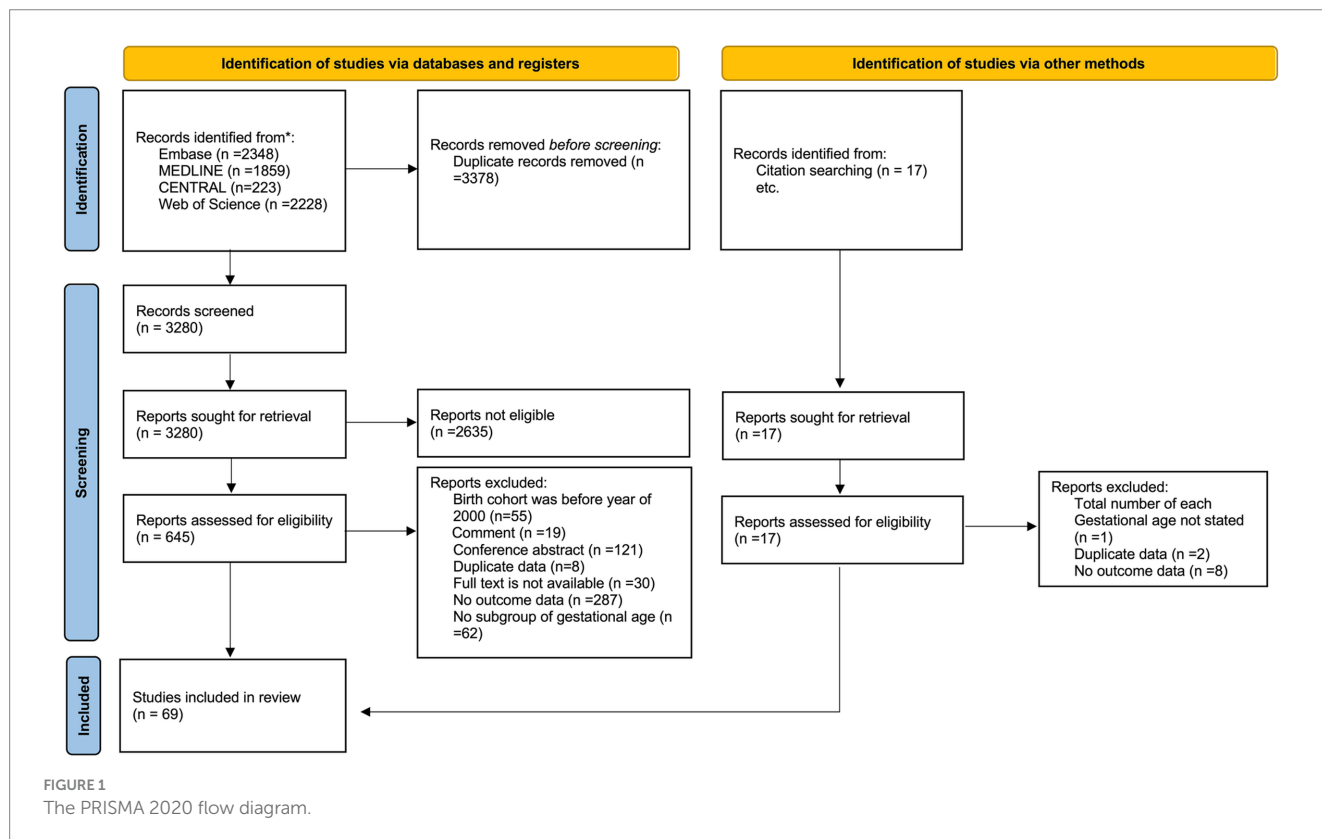 Identification of studies via databases and registers
Identification of studies via other methods
Identification
Records identified from*:
Embase (n =2348)
MEDLINE (n =1859)
CENTRAL (n=223)
Web of Science (n =2228)
Records removed before screening:
Duplicate records removed (n
=3378)
Records identified from:
Citation searching (n = 17)
etc.
Screening
Records screened
(n = 3280)
Reports sought for retrieval
(n = 3280)
Reports not eligible
(n =2635)
Reports sought for retrieval
(n =17)
Reports assessed for eligibility
(n = 645)
Reports excluded:
Birth cohort was before year of
2000 (n=55)
Comment (n =19)
Conference abstract (n =121)
Duplicate data (n=8)
Full text is not available (n =30)
No outcome data (n =287)
No subgroup of gestational age (n
=62)
Reports assessed for eligibility
(n =17)
Reports excluded:
Total number of each
Gestational age not stated
(n =1)
Duplicate data (n =2)
No outcome data (n =8)
Included
Studies included in review
(n = 69)
FIGURE 1
The PRISMA 2020 flow diagram.